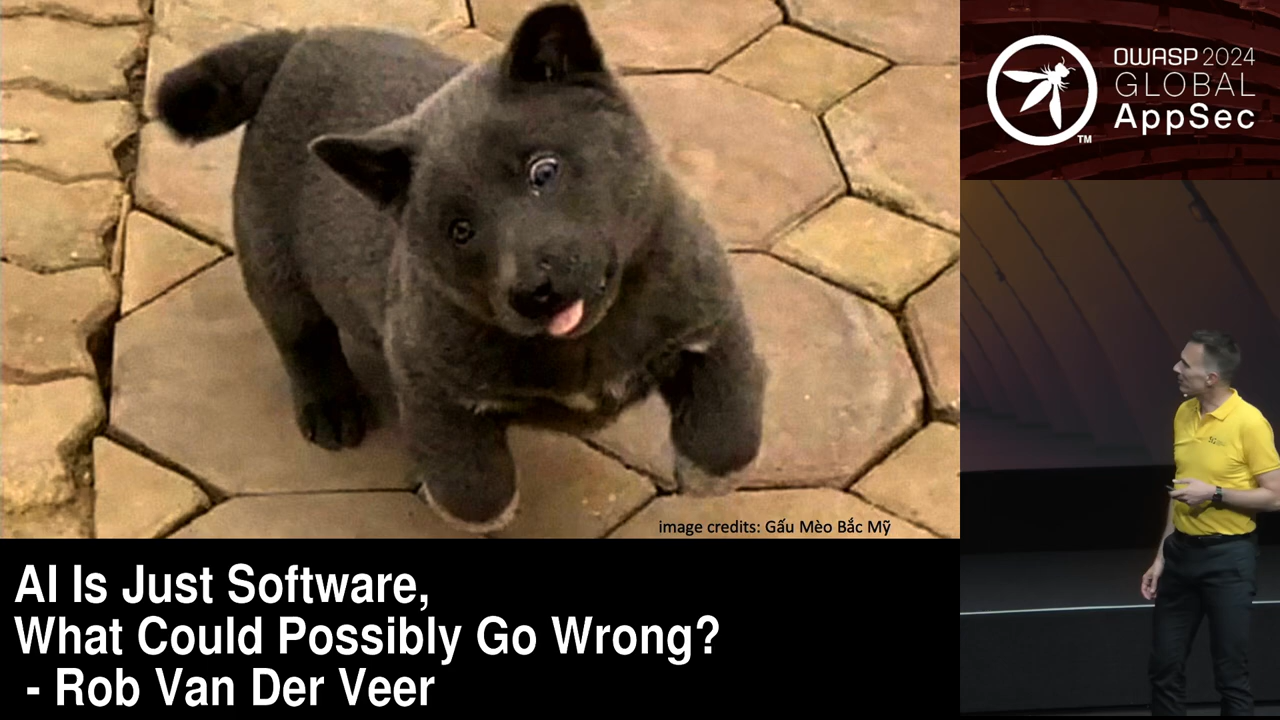 OWASP 2024
GLOBAL
AppSec
TM
image credits: Gấu Mèo Bắc Mỹ
AI Is Just Software,
What Could Possibly Go Wrong?
- Rob Van Der Veer